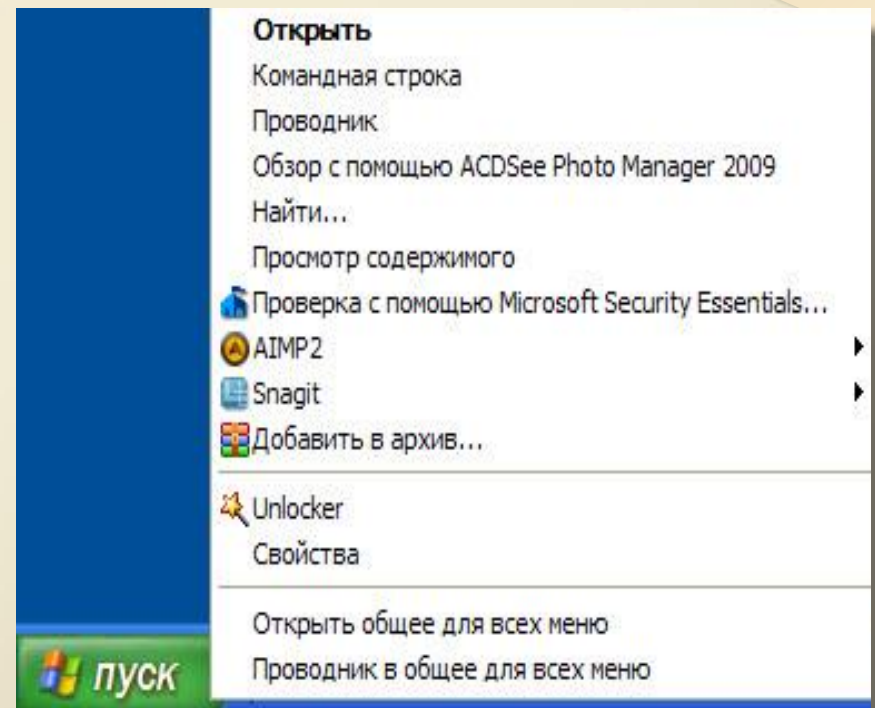 Открыть
Командная строка
Проводник
Обзор с помощью ACDSee Photo Manager 2009
Найти...
Просмотр содержимого
Проверка с помощью Microsoft Security Essentials...
AIMP2
Snagit
Добавить в архив...
Unlocker
Свойства
Открыть общее для всех меню
Проводник в общее для всех меню
пуск